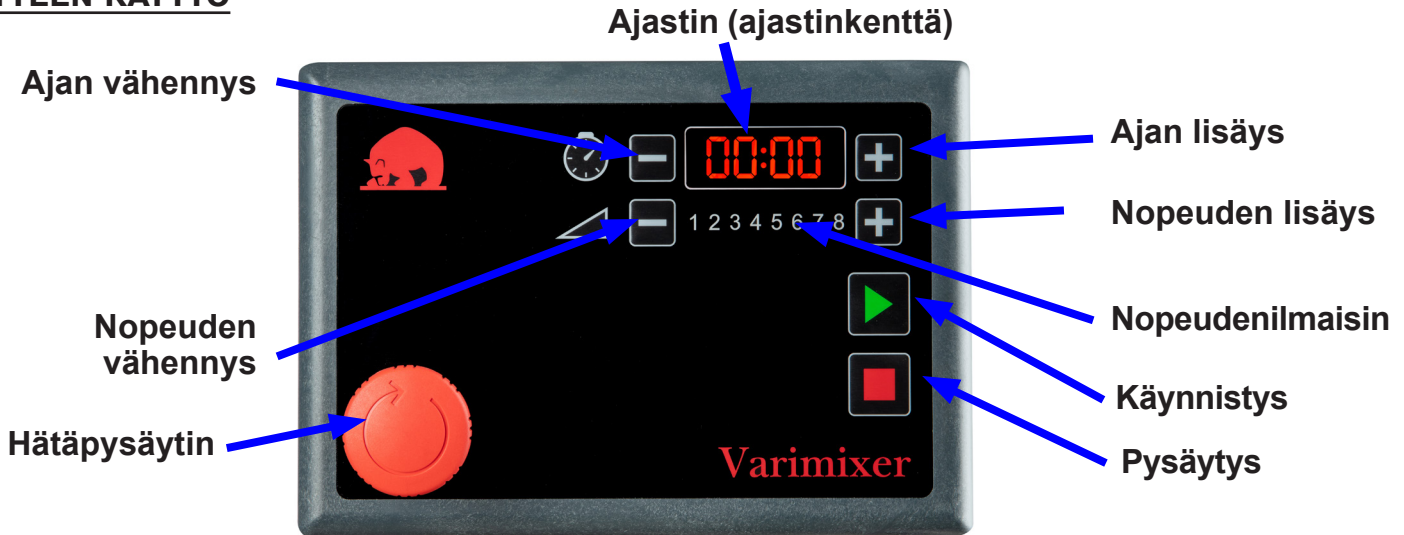 Ajastin (ajastinkenttä)
Ajan vähennys
00:00
Ajan lisäys
1 2 3 4 5 6 7 8
Nopeuden lisäys
Nopeuden
vähennys
Nopeudenilmaisin
Käynnistys
Hätäpysäytin
Varimixer
Pysäytys